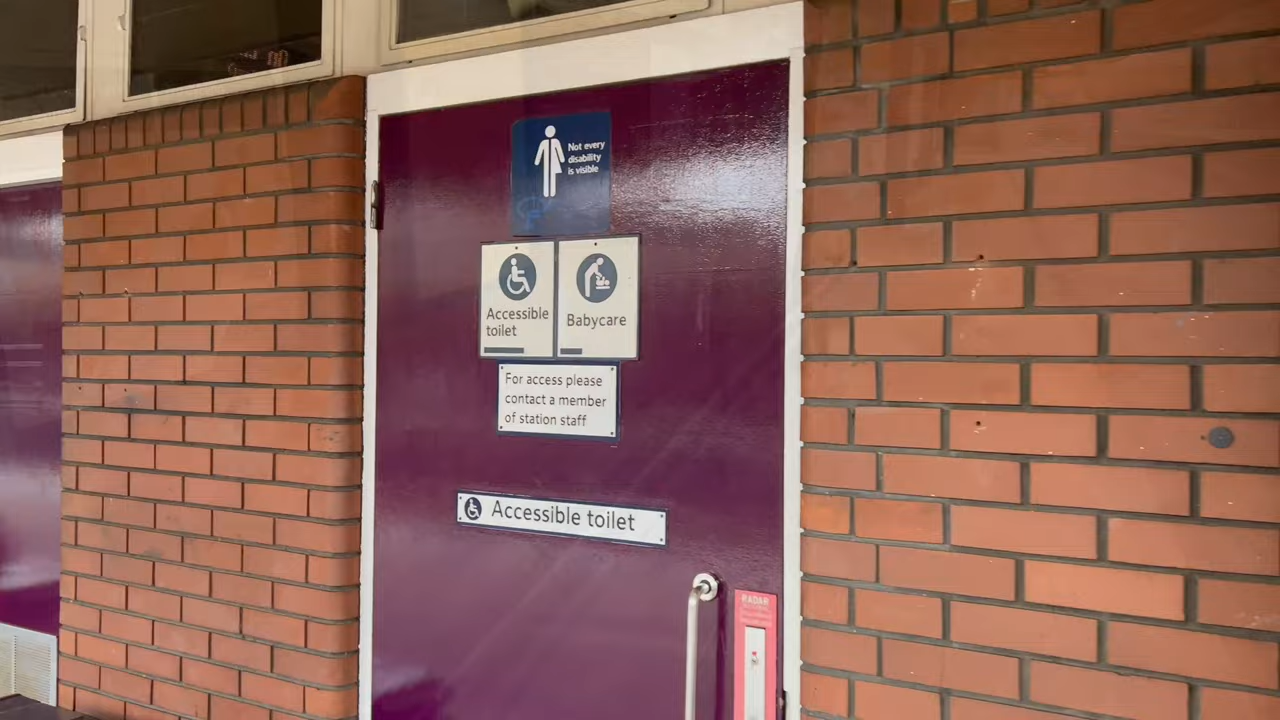 Not every
disability
is visible
Accessible
toilet
Babycare
For access please
contact a member
of station staff
Accessible toilet
RADAR